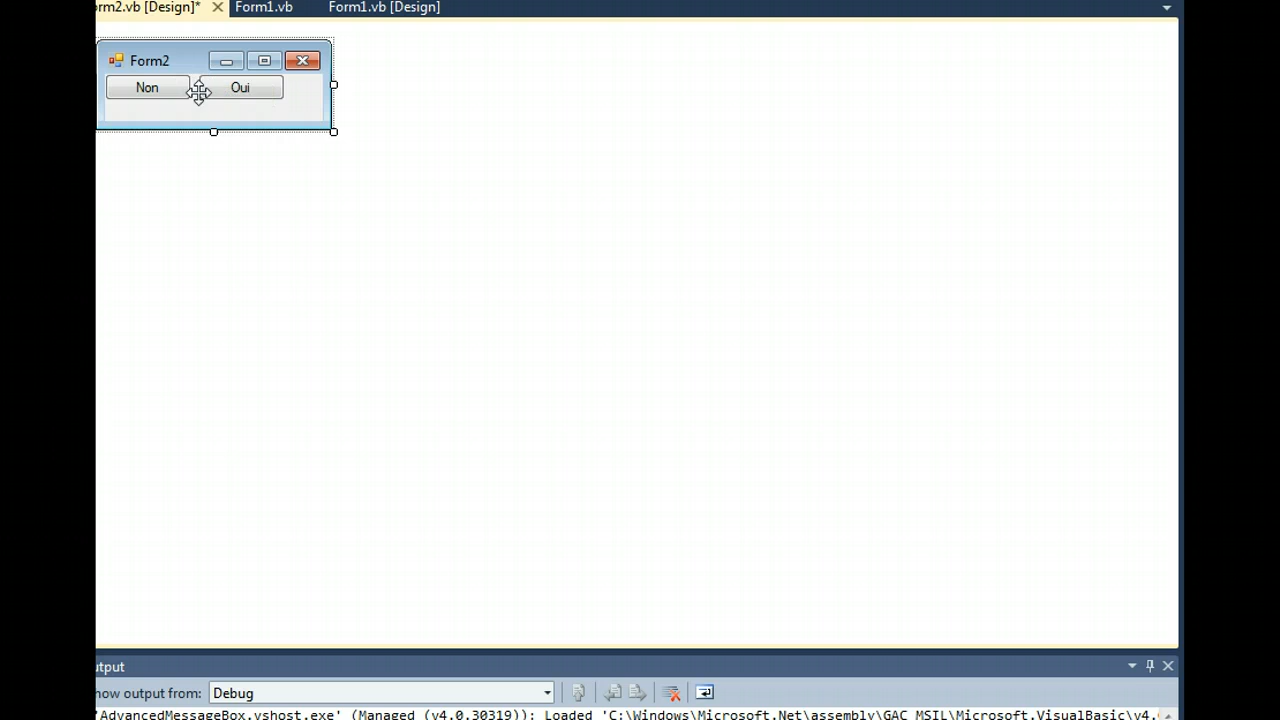 rm2.vb [Design]* Form1.vb Form1.vb [Design]
Form2
Non Oui
utput
how output from: Debug
'AdvancedMessageBox.vshost.exe' (Managed (v4.0.30319)): Loaded 'C:\Windows\Microsoft.Net\assembly\GAC_MSIL\Microsoft.VisualBasic\v4.